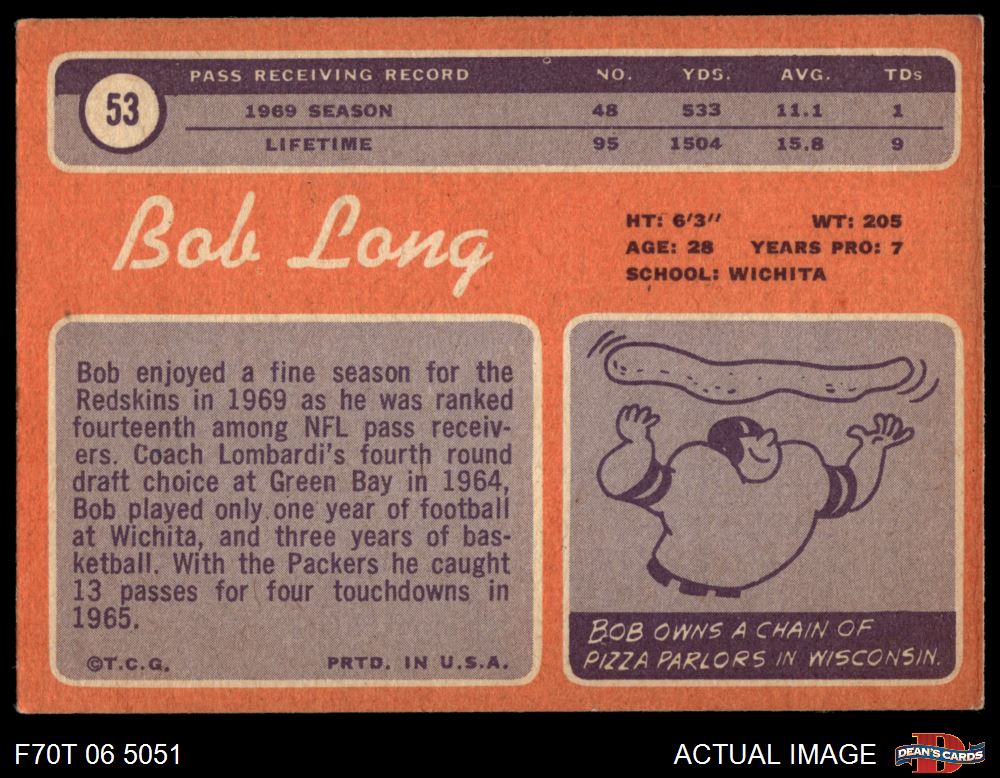 PASS RECEIVING RECORD NO. YDS. AVG. TDs
53
1969 SEASON 48 533 11.1 1
LIFETIME 95 1504 15.8 9
Bob Long
HT: 6'3" WT: 205
AGE: 28 YEARS PRO: 7
SCHOOL: WICHITA
Bob enjoyed a fine season for the
Redskins in 1969 as he was ranked
fourteenth among NFL pass receiv-
ers. Coach Lombardi's fourth round
draft choice at Green Bay in 1964,
Bob played only one year of football
at Wichita, and three years of bas-
ketball. With the Packers he caught
13 passes for four touchdowns in
1965.
©T.C.G. PRTD. IN U.S.A.
BOB OWNS A CHAIN OF
PIZZA PARLORS IN WISCONSIN.
F70T 06 5051 ACTUAL IMAGE DEAN'S CARDS